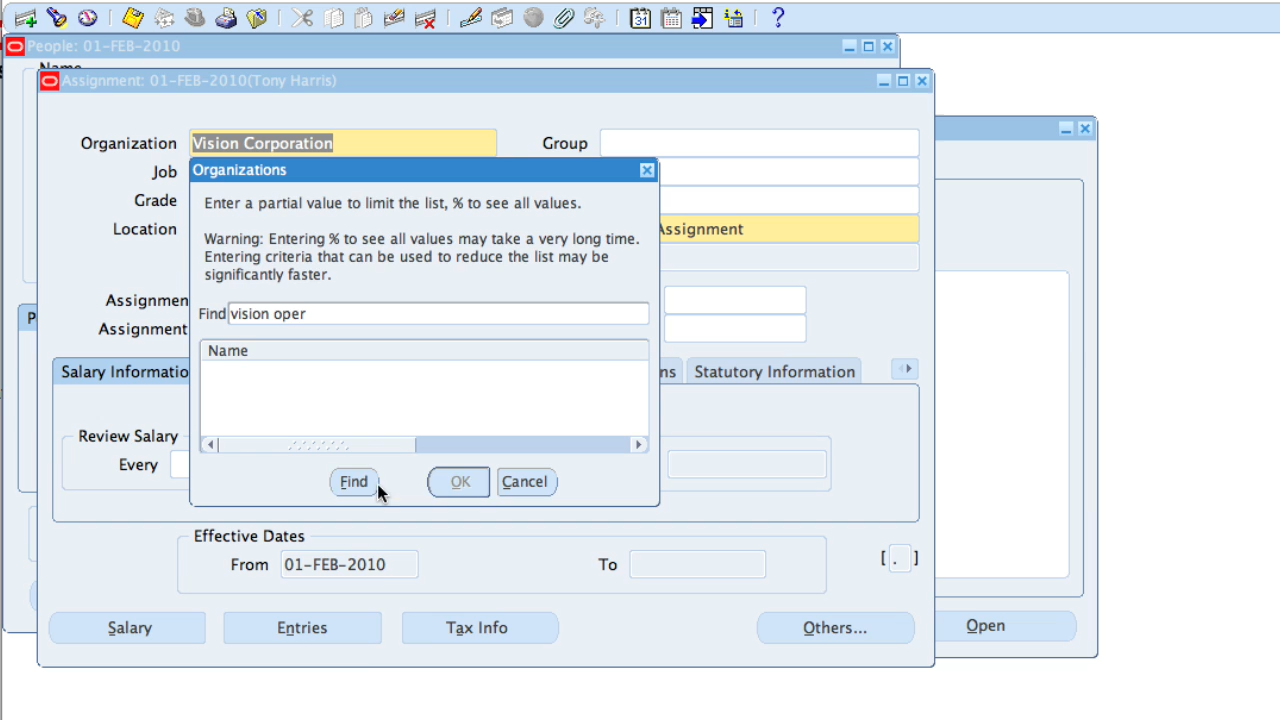 31
?
People: 01-FEB-2010
Name
Assignment: 01-FEB-2010(Tony Harris)
Organization Vision Corporation Group
Job
Grade
Location Assignment
Organizations
Enter a partial value to limit the list, % to see all values.
Warning: Entering % to see all values may take a very long time.
Entering criteria that can be used to reduce the list may be
significantly faster.
Find vision oper
Name
Find OK Cancel
Assignmen
Assignment
P
Salary Informatio ns Statutory Information
Review Salary
Every
Effective Dates
From 01-FEB-2010 To [ . ]
Salary Entries Tax Info Others... Open